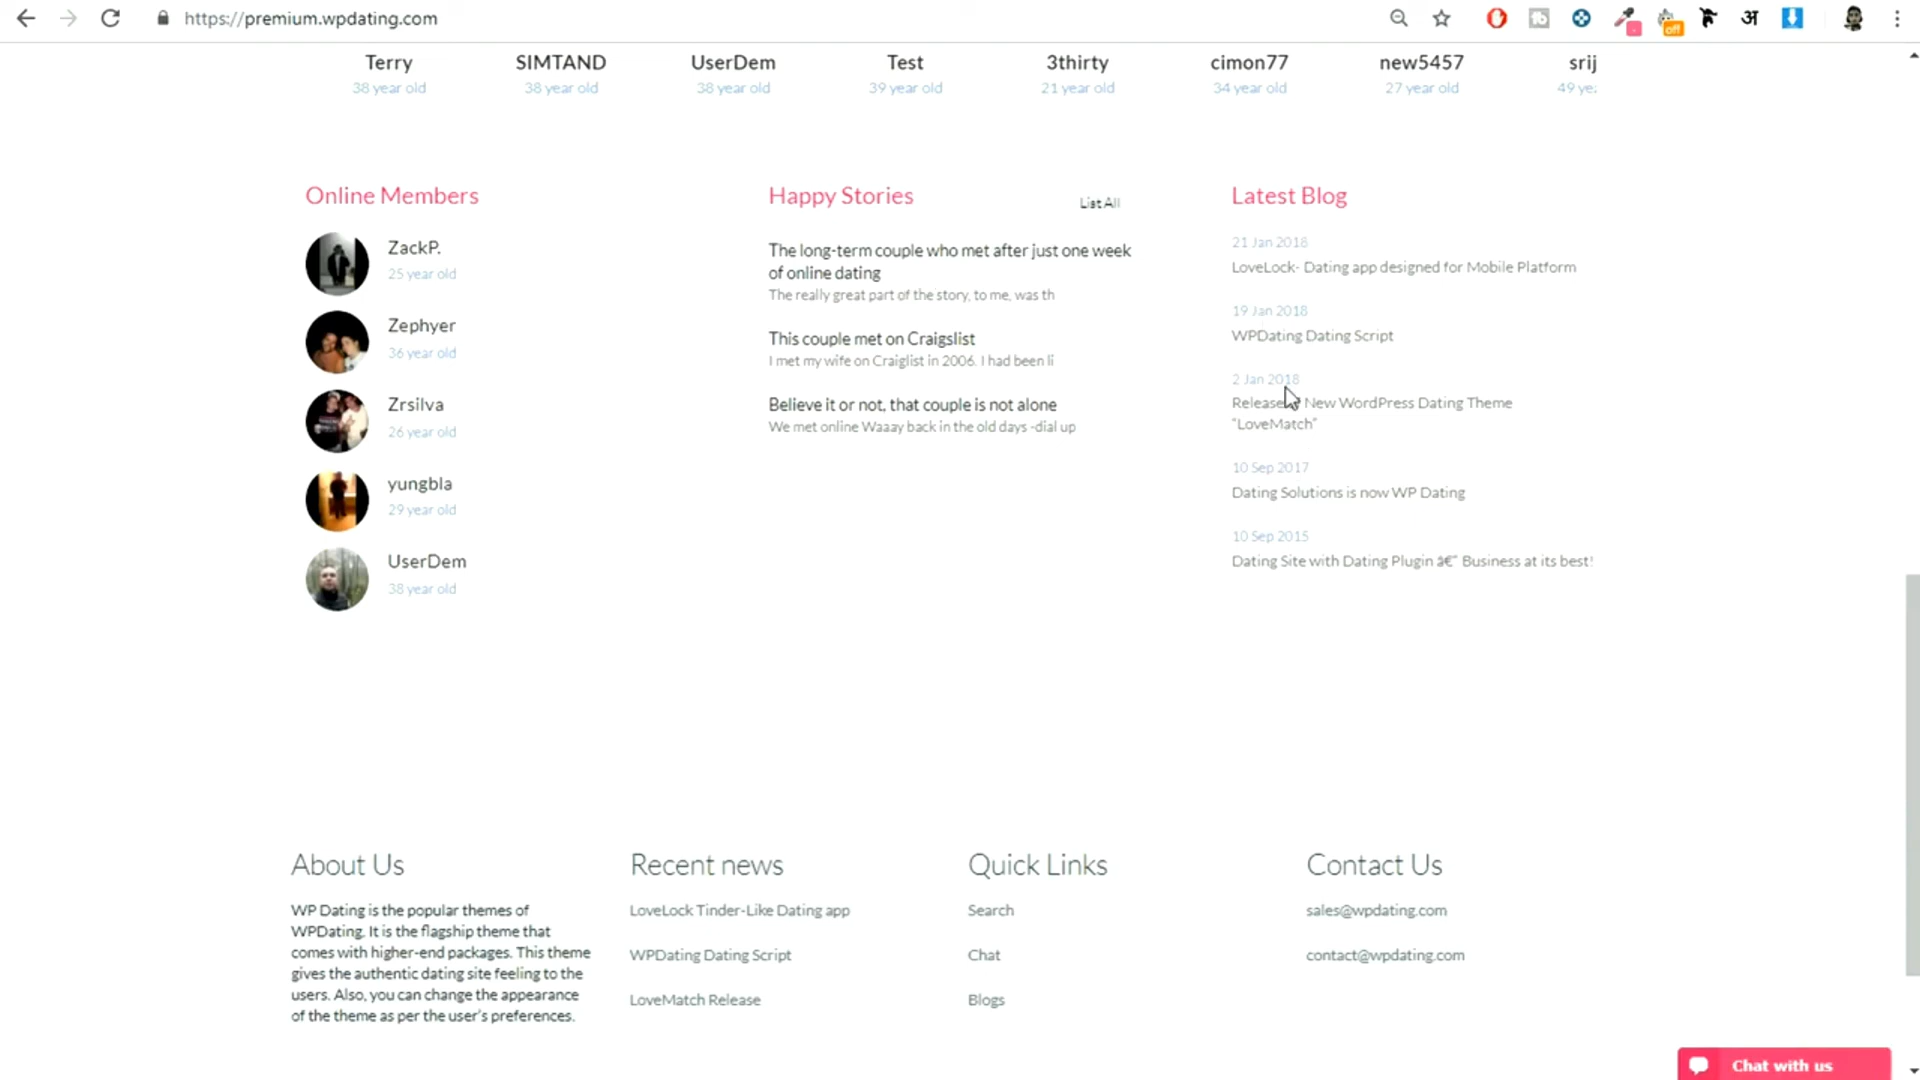 https://premium.wpdating.com
off
अ
Terry
38 year old
SIMTAND
38 year old
UserDem
38 year old
Test
39 year old
3thirty
21 year old
cimon77
34 year old
new5457
27 year old
srij
49 ye
Online Members
ZackP.
25 year old
Zephyer
36 year old
Zrsilva
26 year old
yungbla
29 year old
UserDem
38 year old
Happy Stories
List All
The long-term couple who met after just one week
of online dating
The really great part of the story, to me, was th
This couple met on Craigslist
I met my wife on Craiglist in 2006. I had been li
Believe it or not, that couple is not alone
We met online Waaay back in the old days -dial up
Latest Blog
21 Jan 2018
LoveLock- Dating app designed for Mobile Platform
19 Jan 2018
WPDating Dating Script
2 Jan 2018
Release New WordPress Dating Theme
“LoveMatch”
10 Sep 2017
Dating Solutions is now WP Dating
10 Sep 2015
Dating Site with Dating Plugin â€“ Business at its best!
About Us
WP Dating is the popular themes of
WPDating. It is the flagship theme that
comes with higher-end packages. This theme
gives the authentic dating site feeling to the
users. Also, you can change the appearance
of the theme as per the user's preferences.
Recent news
LoveLock Tinder-Like Dating app
WPDating Dating Script
LoveMatch Release
Quick Links
Search
Chat
Blogs
Contact Us
sales@wpdating.com
contact@wpdating.com
Chat with us